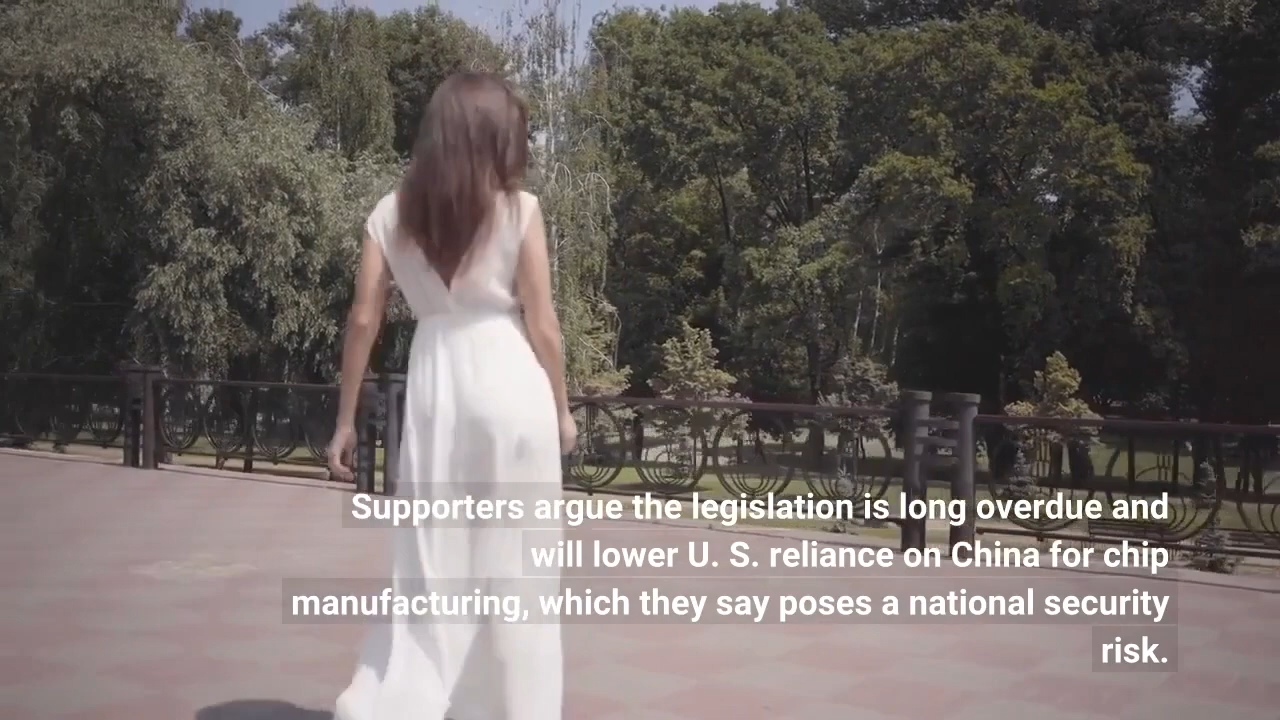 Supporters argue the legislation is long overdue and
will lower U. S. reliance on China for chip
manufacturing, which they say poses a national security
risk.